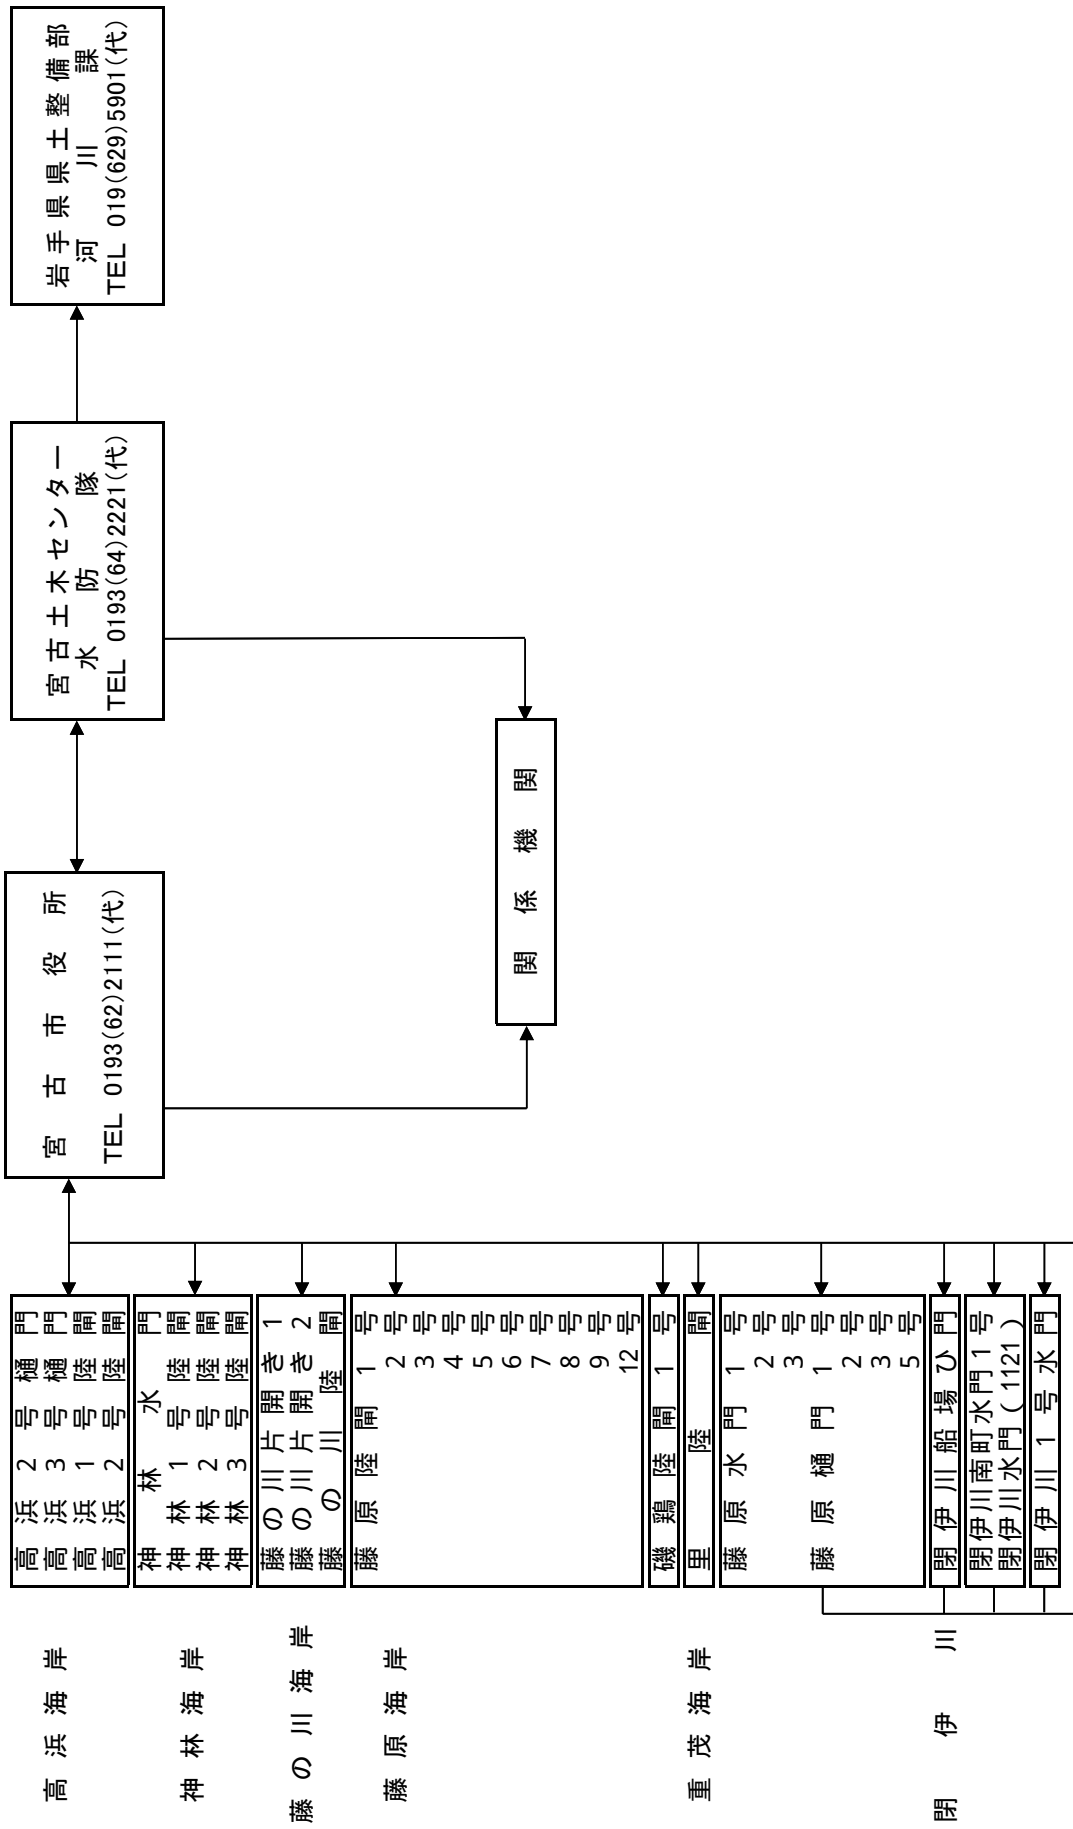 岩手県県土整備部
河川課
TEL 019(629)5901(代)
宮古土木センター
水防隊
TEL 0193(64)2221(代)
宮古市役所
TEL 0193(62)2111(代)
関係機関
高浜海岸
高浜2号樋門
高浜3号樋門
高浜1号陸閘
高浜2号陸閘
神林海岸
神林水門
神林1号陸閘
神林2号陸閘
神林3号陸閘
藤の川海岸
藤の川片開き1
藤の川片開き2
藤の川陸閘
藤原海岸
藤原陸閘1号
2号
3号
4号
5号
6号
7号
8号
9号
12号
磯鶏陸閘1号
重茂海岸
里陸閘
藤原水門1号
2号
3号
藤原樋門1号
2号
3号
5号
閉伊川
閉伊川船場ひ門
閉伊川南町水門1号
閉伊川水門(1121)
閉伊川1号水門